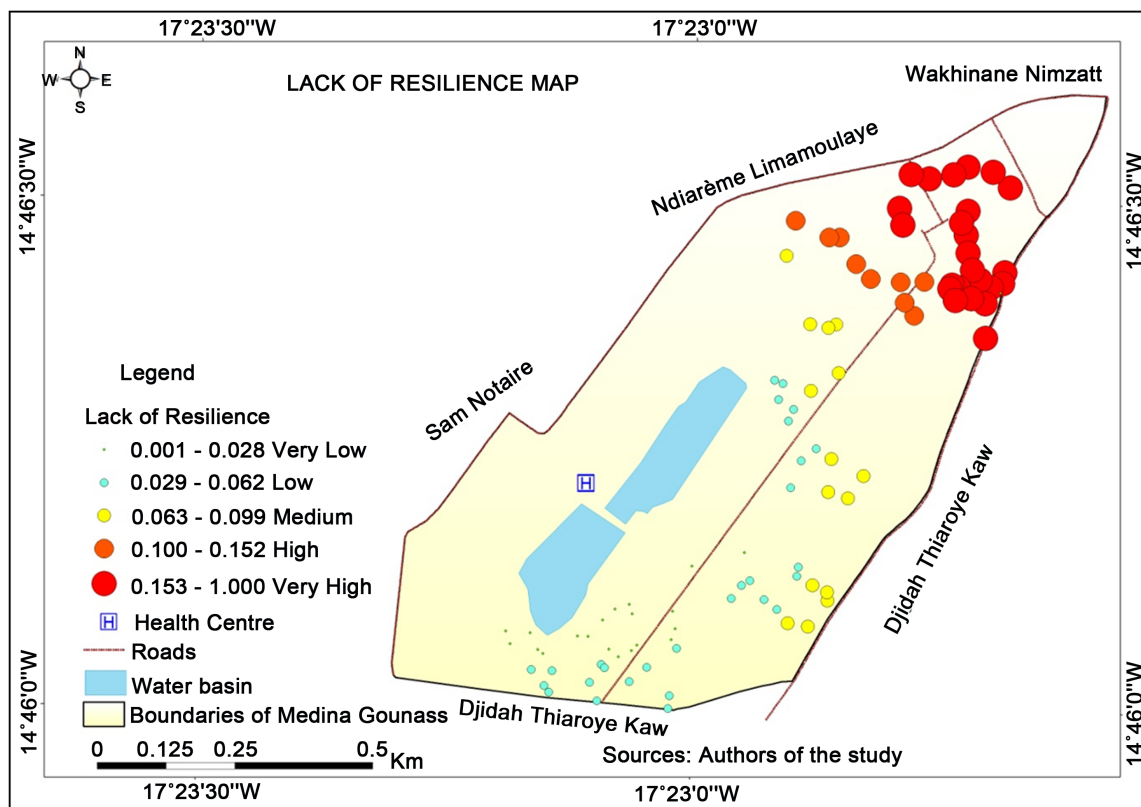 17°23'30"W
17°23'0"W
N
W E
S
LACK OF RESILIENCE MAP
Wakhinane Nimzatt
Ndiarème Limamoulaye
14°46'30"W
14°46'30"W
Sam Notaire
Djidah Thiaroye Kaw
H
Legend
Lack of Resilience
0.001 - 0.028 Very Low
0.029 - 0.062 Low
0.063 - 0.099 Medium
0.100 - 0.152 High
0.153 - 1.000 Very High
H Health Centre
Roads
Water basin
Boundaries of Medina Gounass
Djidah Thiaroye Kaw
0 0.125 0.25 0.5
Km
Sources: Authors of the study
14°46'0"W
14°46'0"W
17°23'30"W
17°23'0"W